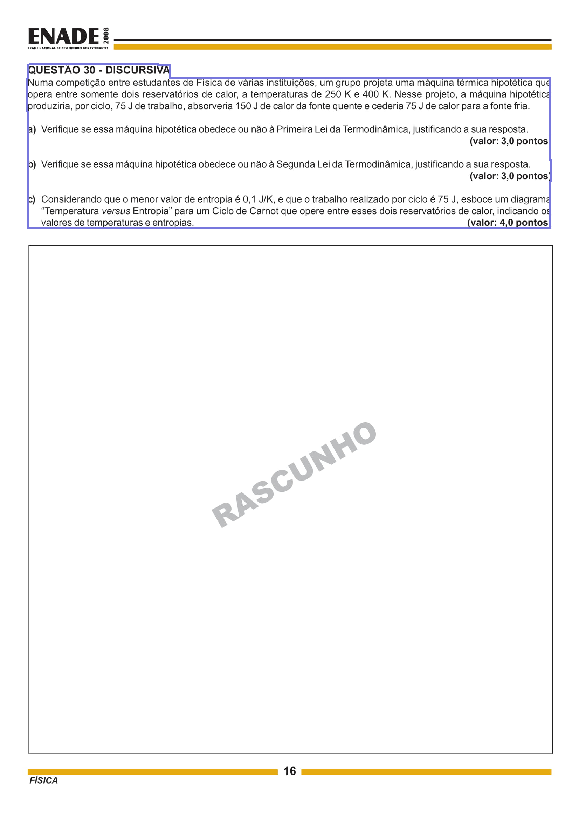 ENADE 2008
QUESTÃO 30 - DISCURSIVA
Numa competição entre estudantes de Física de várias instituições, um grupo projeta uma máquina térmica hipotética que
opera entre somente dois reservatórios de calor, a temperaturas de 250 K e 400 K. Nesse projeto, a máquina hipotética
produziria, por ciclo, 75 J de trabalho, absorveria 150 J de calor da fonte quente e cederia 75 J de calor para a fonte fria.
a) Verifique se essa máquina hipotética obedece ou não à Primeira Lei da Termodinâmica, justificando a sua resposta.
(valor: 3,0 pontos)
b) Verifique se essa máquina hipotética obedece ou não à Segunda Lei da Termodinâmica, justificando a sua resposta.
(valor: 3,0 pontos)
c) Considerando que o menor valor de entropia é 0,1 J/K, e que o trabalho realizado por ciclo é 75 J, esboce um diagrama
"Temperatura versus Entropia" para um Ciclo de Carnot que opere entre esses dois reservatórios de calor, indicando os
valores de temperaturas e entropias. (valor: 4,0 pontos)
RASCUNHO
16
FÍSICA